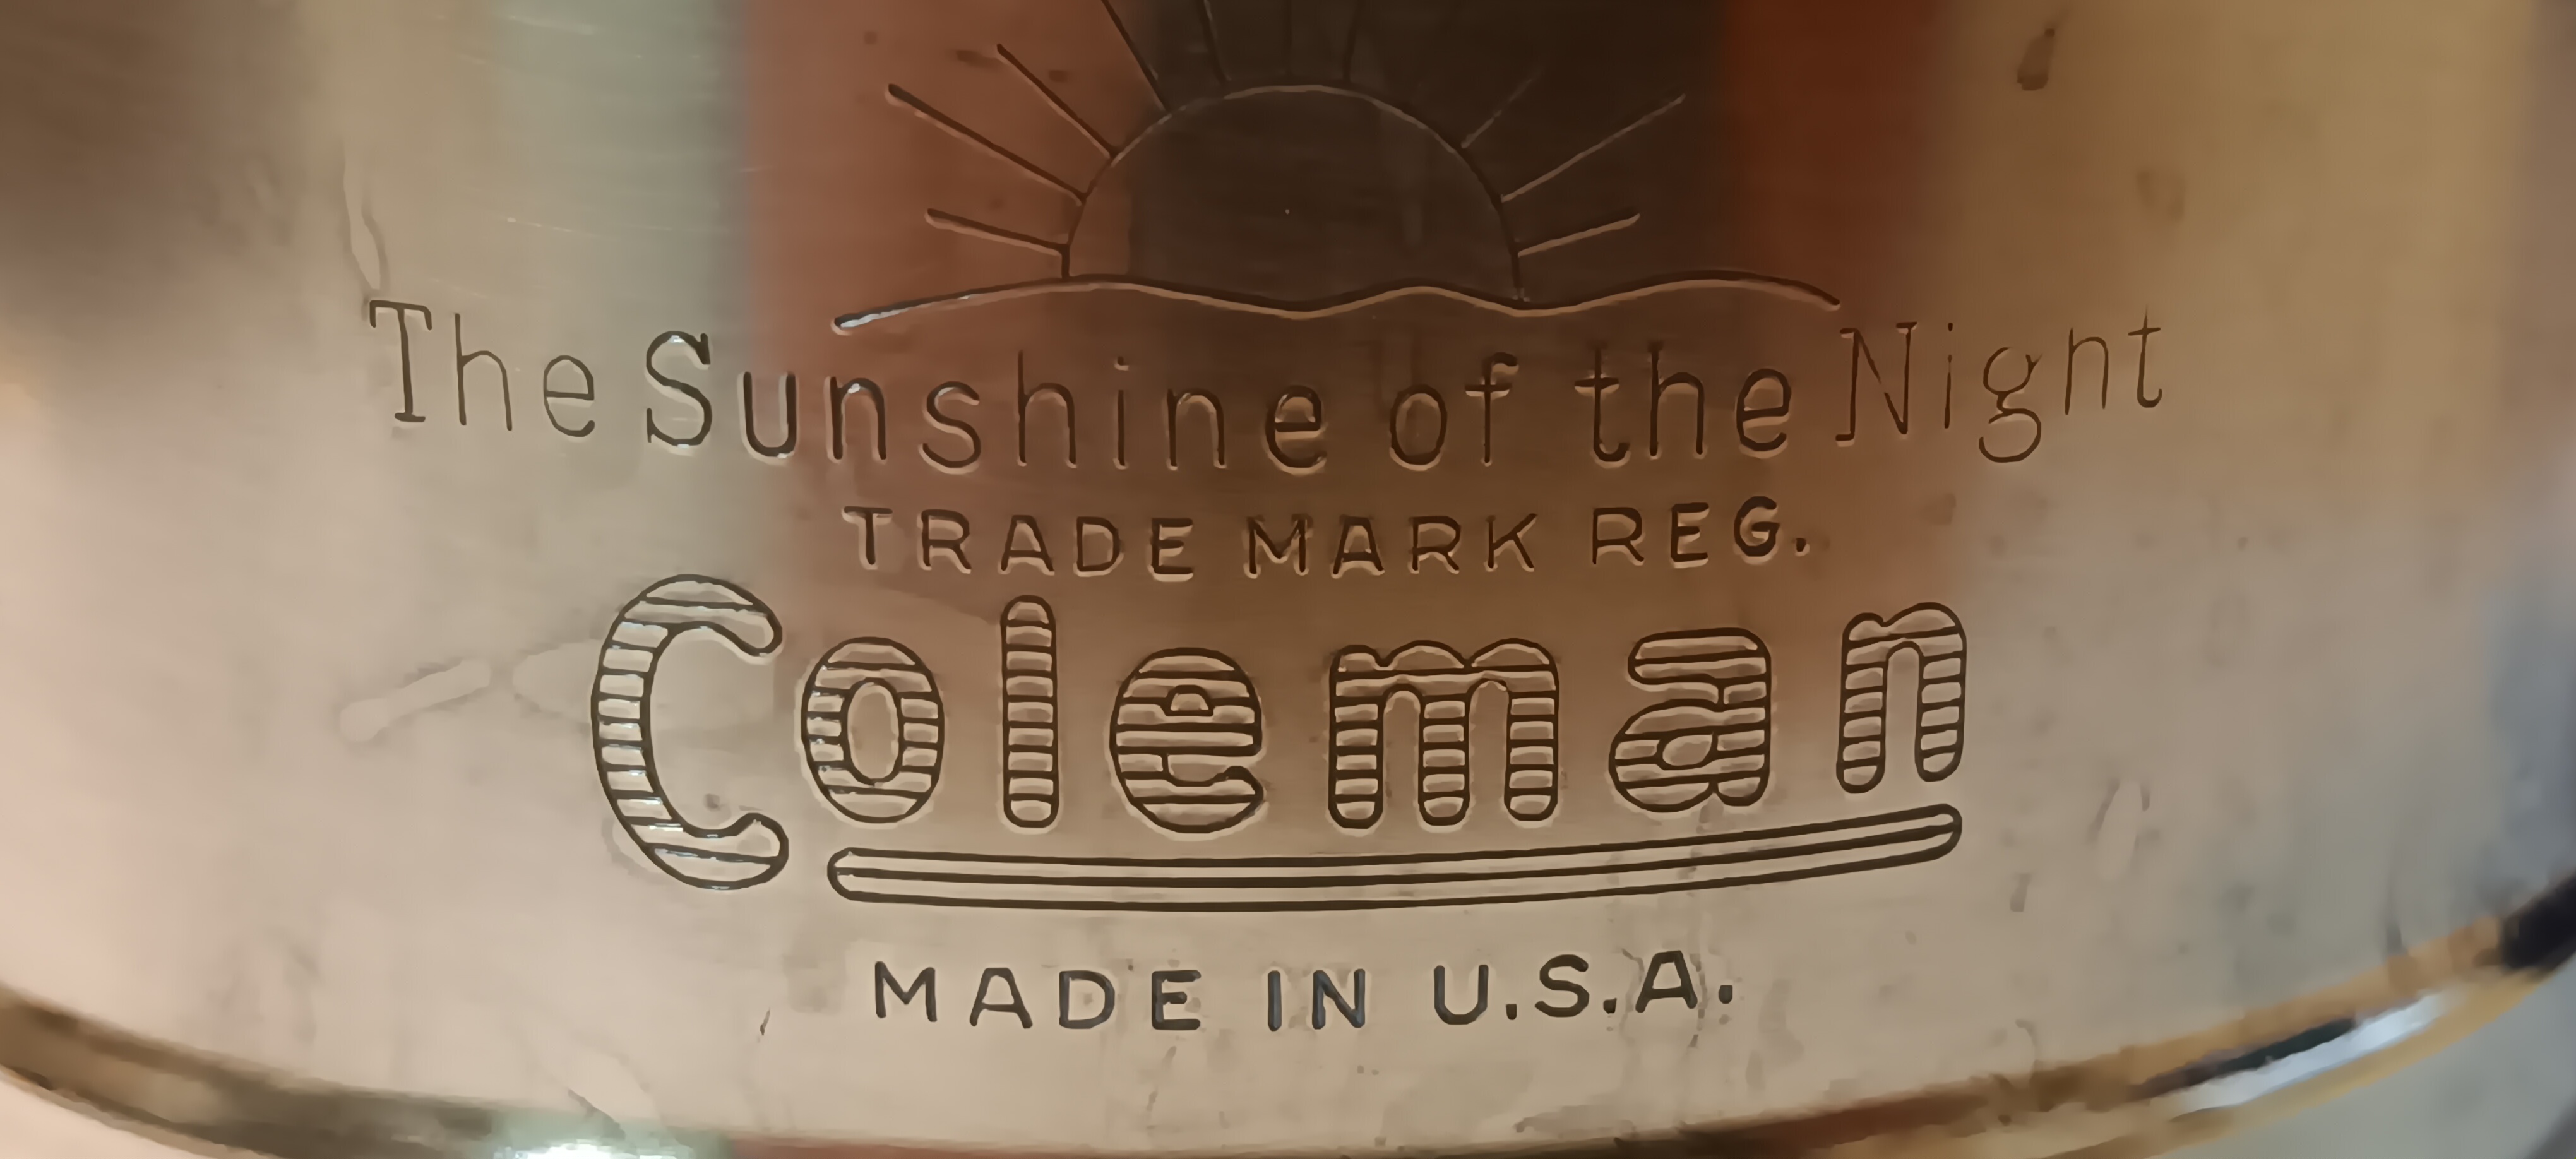 The Sunshine of the Night
TRADE MARK REG.
Coleman
MADE IN U.S.A.